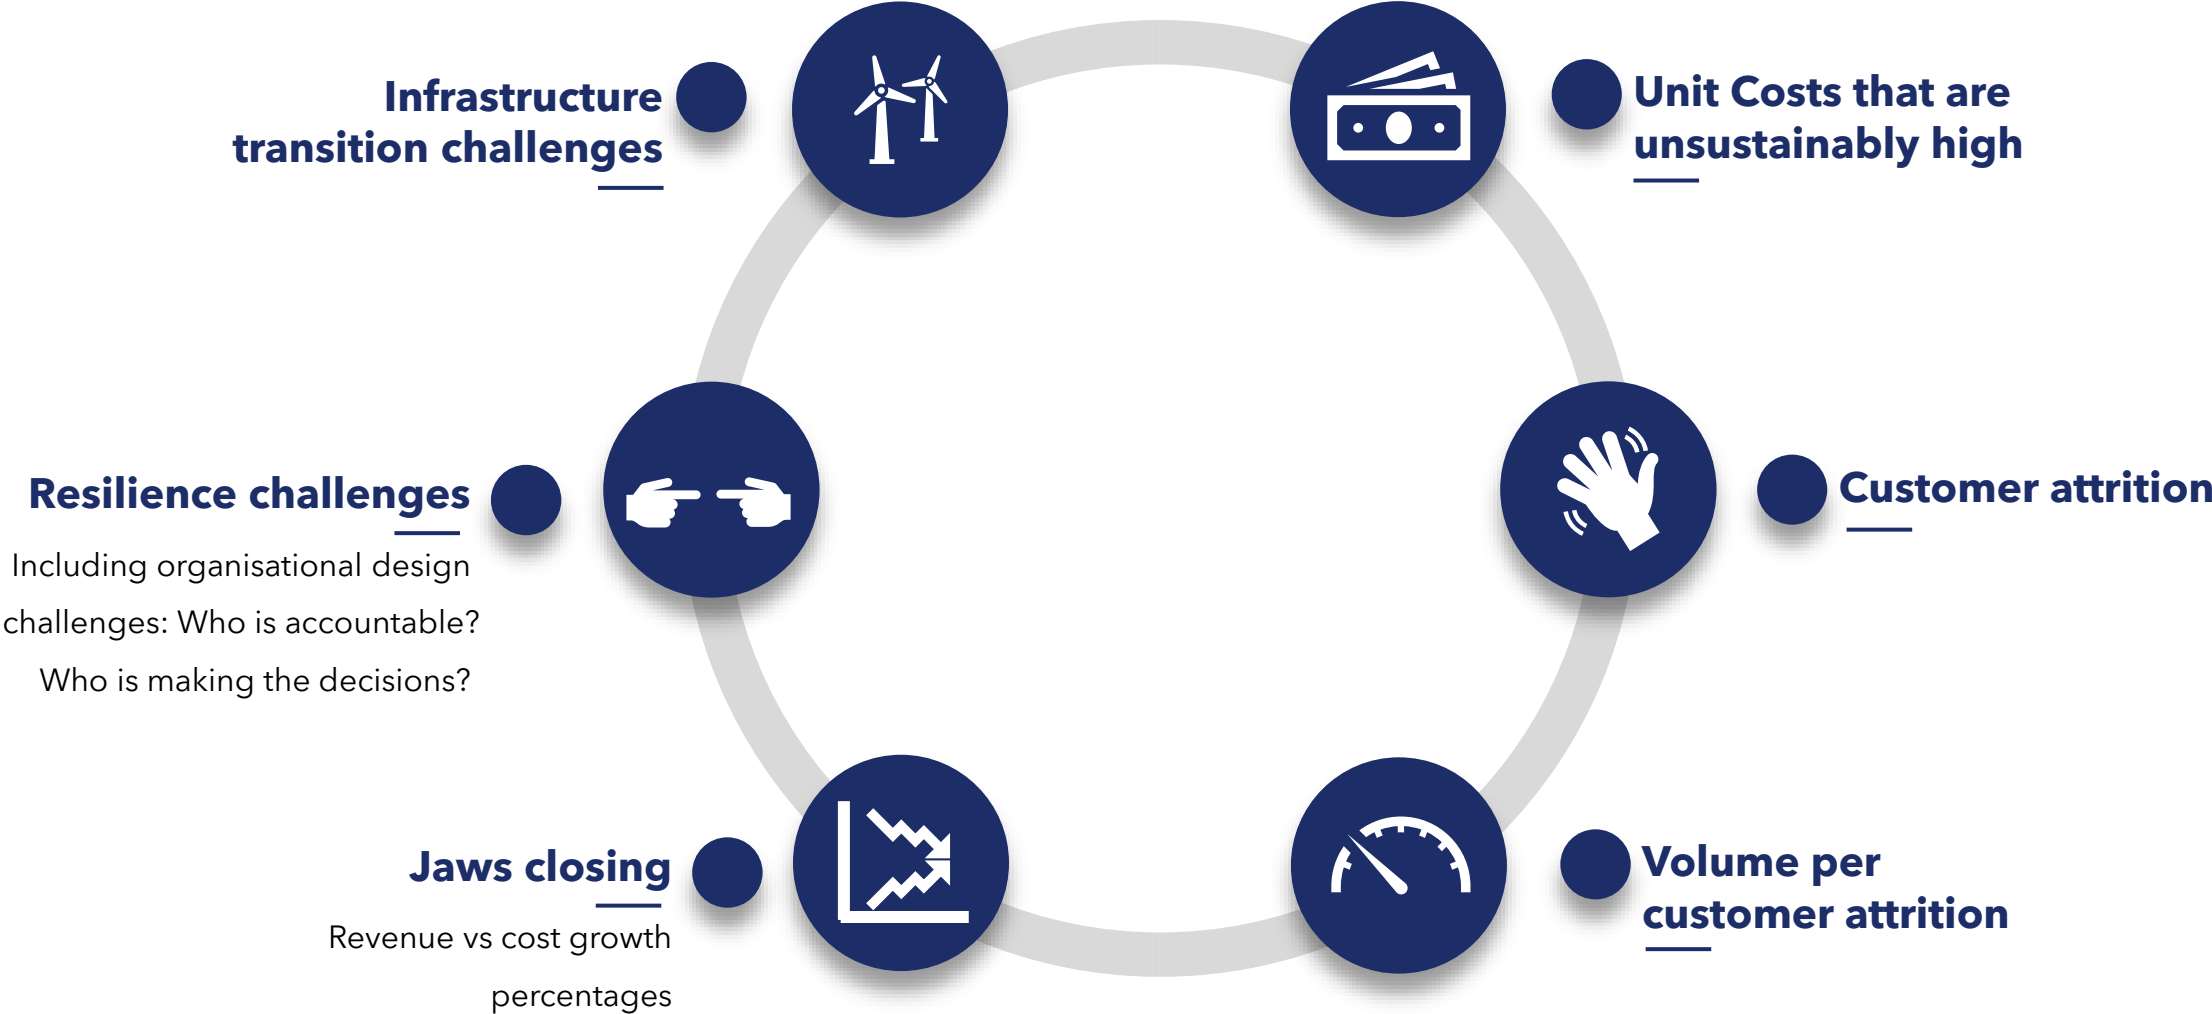 Infrastructure
transition challenges
Unit Costs that are
unsustainably high
Resilience challenges
Including organisational design
challenges: Who is accountable?
Who is making the decisions?
Customer attrition
Jaws closing
Revenue vs cost growth
percentages
Volume per
customer attrition